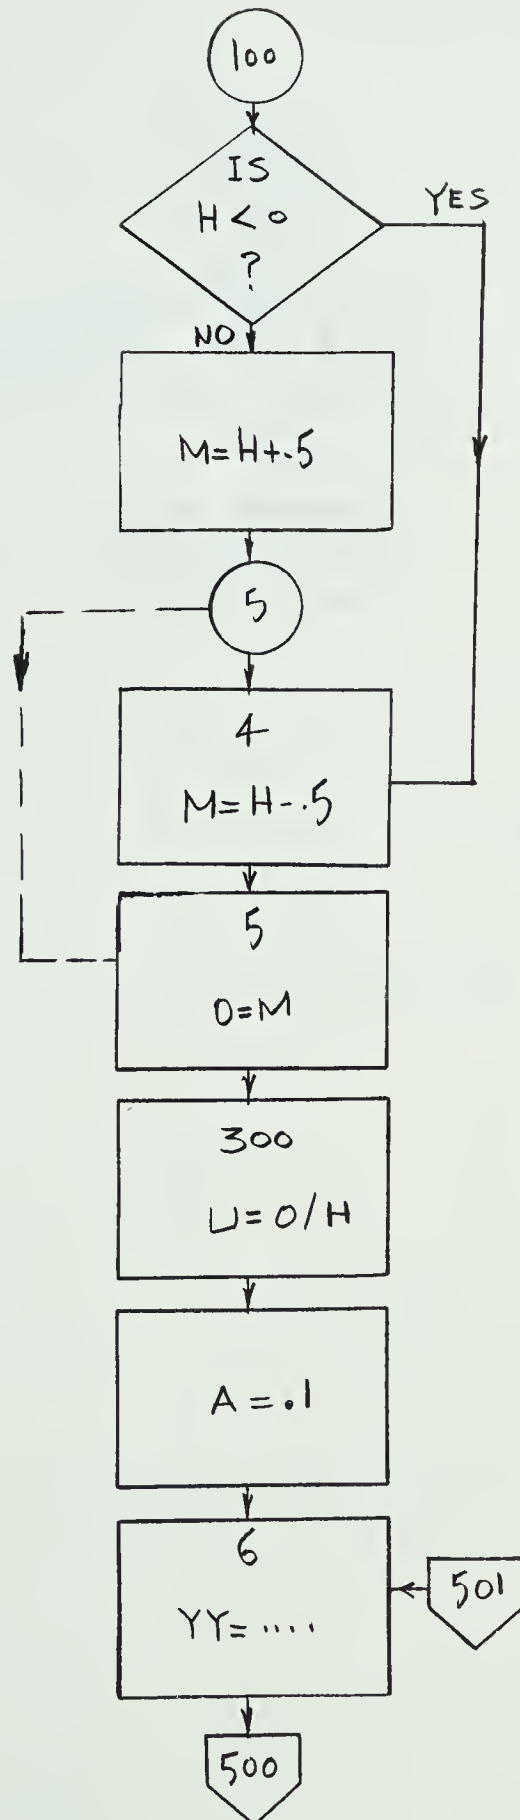 100
IS
H < 0
?
YES
NO
M=H+.5
5
4
M=H-.5
5
O=M
300
U=O/H
A=.1
6
YY=....
501
500